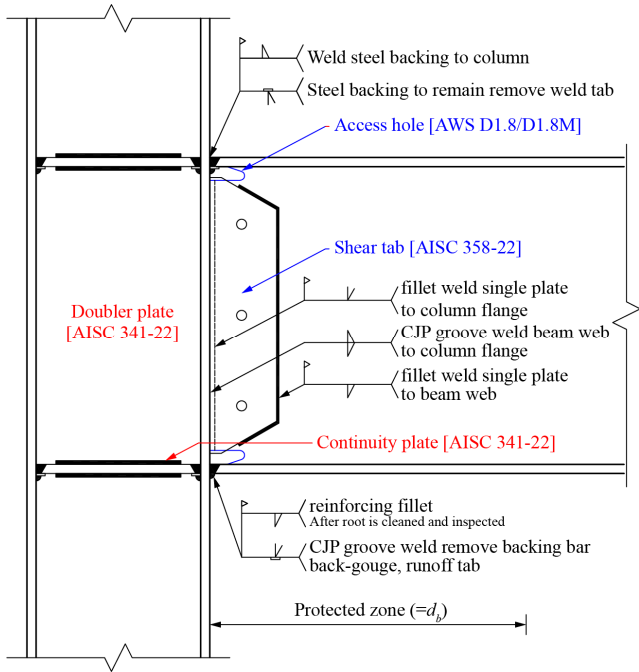 Weld steel backing to column
Steel backing to remain remove weld tab
Access hole [AWS D1.8/D1.8M]
Shear tab [AISC 358-22]
Doubler plate
[AISC 341-22]
fillet weld single plate
to column flange
CJP groove weld beam web
to column flange
fillet weld single plate
to beam web
Continuity plate [AISC 341-22]
reinforcing fillet
After root is cleaned and inspected
CJP groove weld remove backing bar
back-gouge, runoff tab
Protected zone (=d_b)